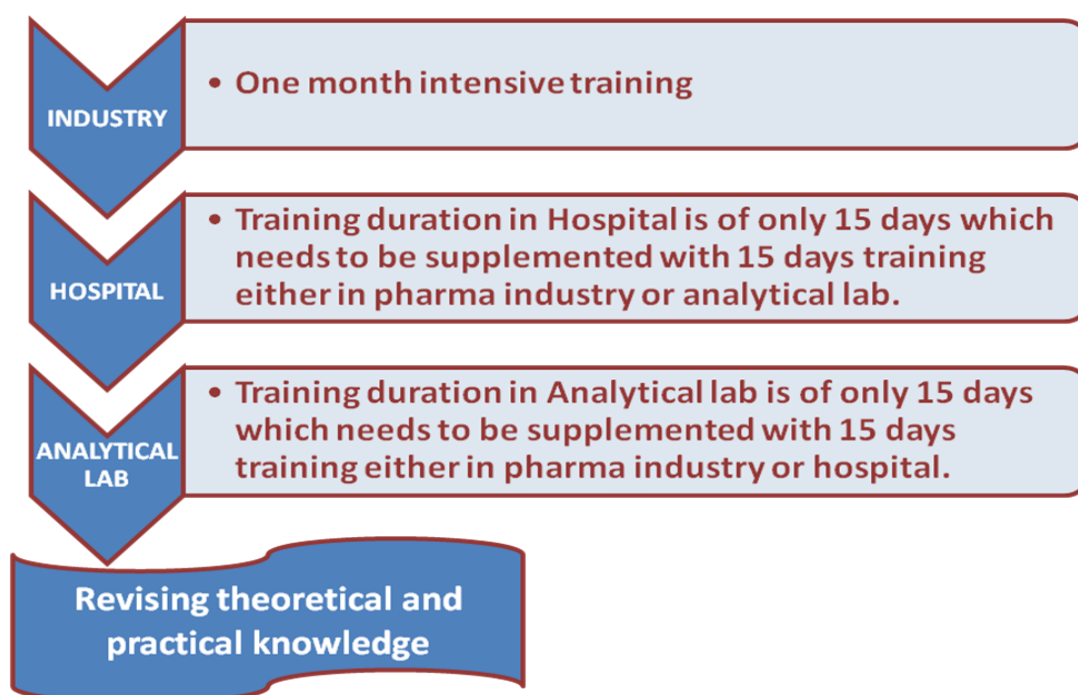 INDUSTRY
• One month intensive training
HOSPITAL
• Training duration in Hospital is of only 15 days which
needs to be supplemented with 15 days training
either in pharma industry or analytical lab.
ANALYTICAL
LAB
• Training duration in Analytical lab is of only 15 days
which needs to be supplemented with 15 days
training either in pharma industry or hospital.
Revising theoretical and
practical knowledge